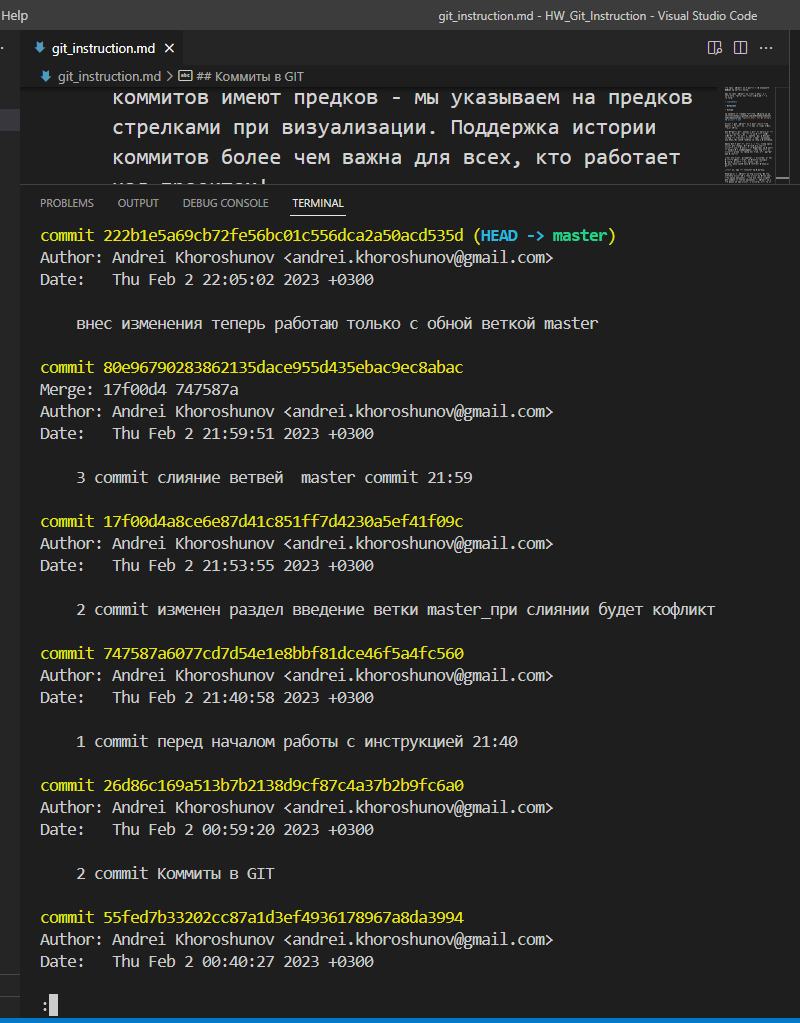 Help
git_instruction.md - HW_Git_Instruction - Visual Studio Code
git_instruction.md
git_instruction.md > ## Коммиты в GIT
коммитов имеют предков - мы указываем на предков
стрелками при визуализации. Поддержка истории
коммитов более чем важна для всех, кто работает
PROBLEMS OUTPUT DEBUG CONSOLE TERMINAL
commit 222b1e5a69cb72fe56bc01c556dca2a50acd535d (HEAD -> master)
Author: Andrei Khoroshunov <andrei.khoroshunov@gmail.com>
Date: Thu Feb 2 22:05:02 2023 +0300
внес изменения теперь работаю только с обной веткой master
commit 80e96790283862135dace955d435ebac9ec8abac
Merge: 17f00d4 747587a
Author: Andrei Khoroshunov <andrei.khoroshunov@gmail.com>
Date: Thu Feb 2 21:59:51 2023 +0300
3 commit слияние ветвей master commit 21:59
commit 17f00d4a8ce6e87d41c851ff7d4230a5ef41f09c
Author: Andrei Khoroshunov <andrei.khoroshunov@gmail.com>
Date: Thu Feb 2 21:53:55 2023 +0300
2 commit изменен раздел введение ветки master_при слиянии будет кофликт
commit 747587a6077cd7d54e1e8bbf81dce46f5a4fc560
Author: Andrei Khoroshunov <andrei.khoroshunov@gmail.com>
Date: Thu Feb 2 21:40:58 2023 +0300
1 commit перед началом работы с инструкцией 21:40
commit 26d86c169a513b7b2138d9cf87c4a37b2b9fc6a0
Author: Andrei Khoroshunov <andrei.khoroshunov@gmail.com>
Date: Thu Feb 2 00:59:20 2023 +0300
2 commit Коммиты в GIT
commit 55fed7b33202cc87a1d3ef4936178967a8da3994
Author: Andrei Khoroshunov <andrei.khoroshunov@gmail.com>
Date: Thu Feb 2 00:40:27 2023 +0300
: